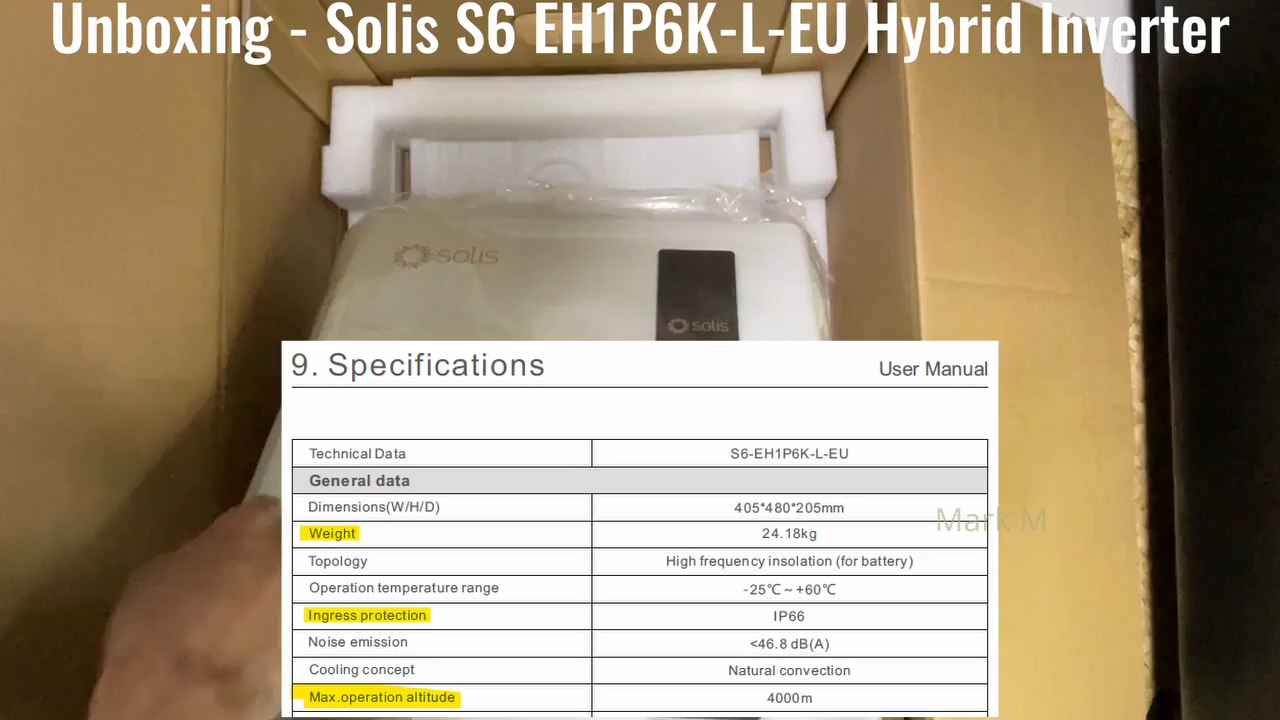 Unboxing - Solis S6 EH1P6K-L-EU Hybrid Inverter
solis
solis
9. Specifications User Manual
Technical Data S6-EH1P6K-L-EU
General data
Dimensions(W/H/D) 405*480*205mm
Weight 24.18kg
Mark M
Topology High frequency insolation (for battery)
Operation temperature range -25℃ ~ +60℃
Ingress protection IP66
Noise emission <46.8 dB(A)
Cooling concept Natural convection
Max.operation altitude 4000m